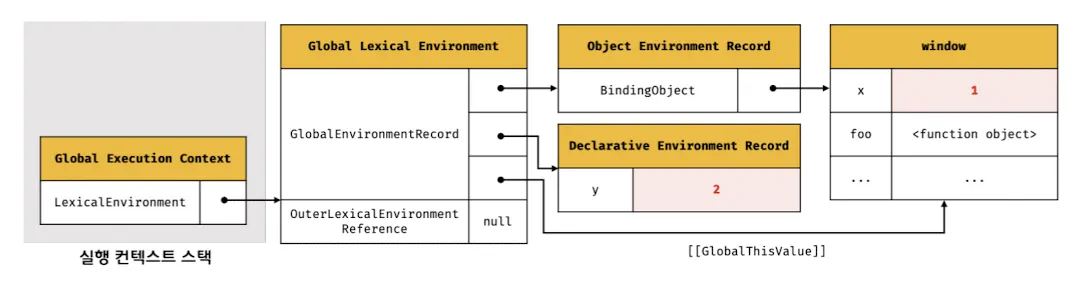 Global Execution Context
LexicalEnvironment
실행 컨텍스트 스택
Global Lexical Environment
GlobalEnvironmentRecord
OuterLexicalEnvironment
Reference
null
Object Environment Record
BindingObject
Declarative Environment Record
y
2
window
x
1
foo
<function object>
...
...
[[GlobalThisValue]]